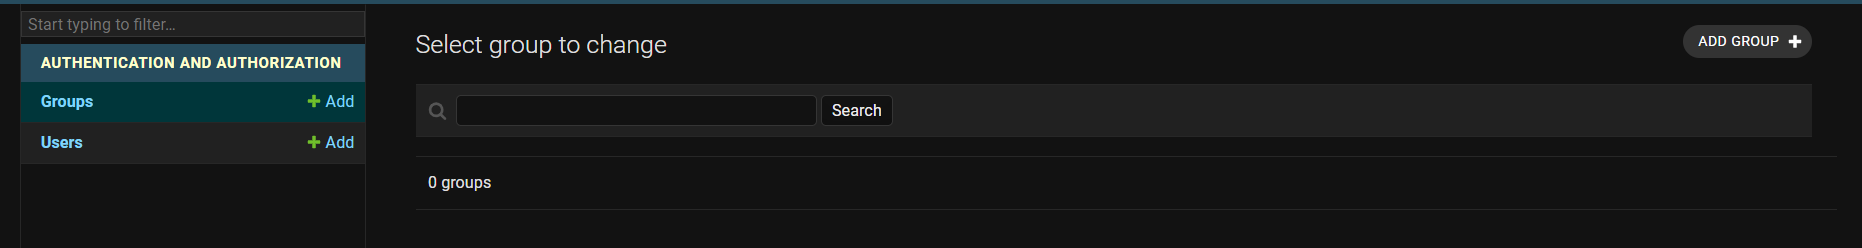 Start typing to filter...
AUTHENTICATION AND AUTHORIZATION
Groups + Add
Users + Add
Select group to change
ADD GROUP +
Search
0 groups